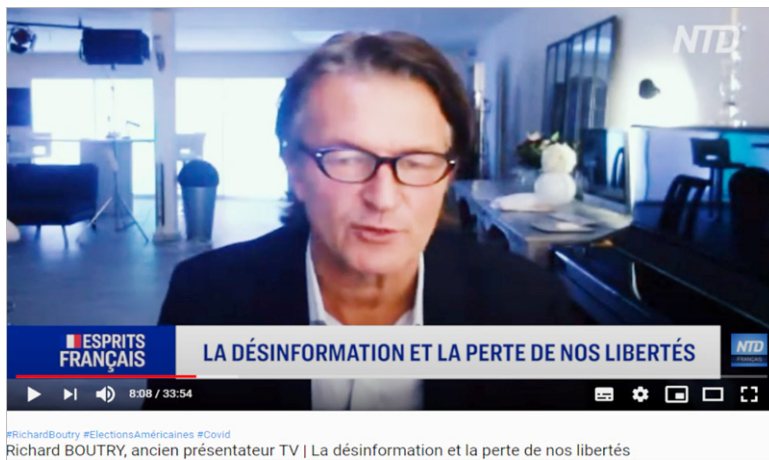 NTD
ESPRITS
FRANÇAIS
LA DÉSINFORMATION ET LA PERTE DE NOS LIBERTÉS
NTD
FRANÇAIS
8:08 / 33:54
#RichardBoutry #ElectionsAméricaines #Covid
Richard BOUTRY, ancien présentateur TV | La désinformation et la perte de nos libertés